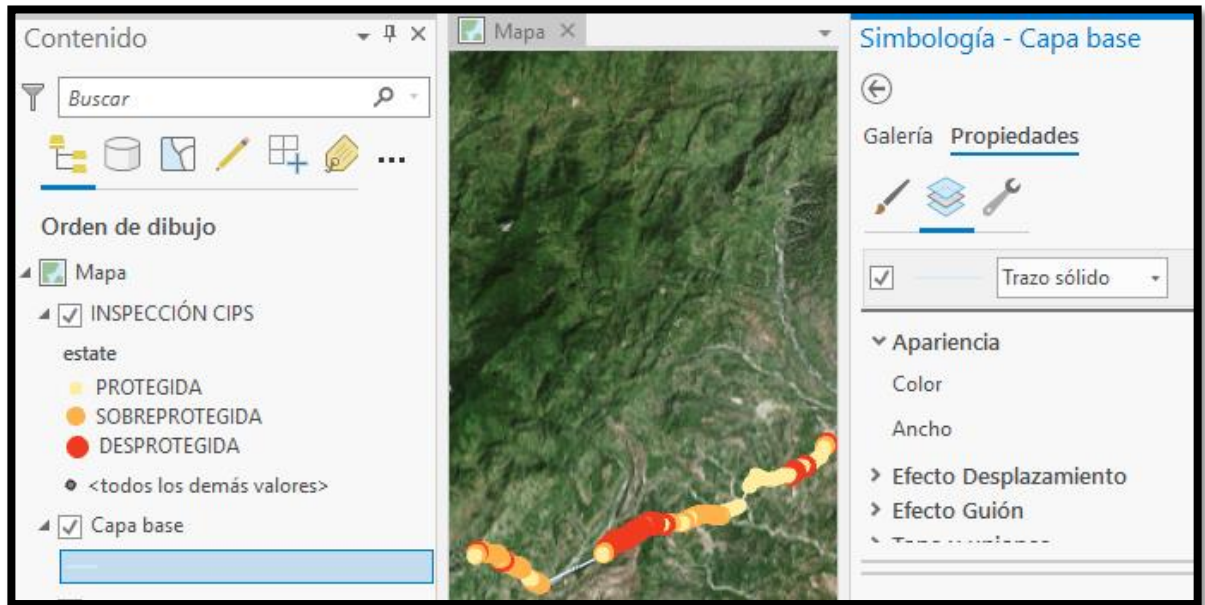 Contenido
Buscar
Orden de dibujo
Mapa
INSPECCIÓN CIPS
estate
PROTEGIDA
SOBREPROTEGIDA
DESPROTEGIDA
<todos los demás valores>
Capa base
Mapa
Simbología - Capa base
Galería Propiedades
Trazo sólido
Apariencia
Color
Ancho
Efecto Desplazamiento
Efecto Guión